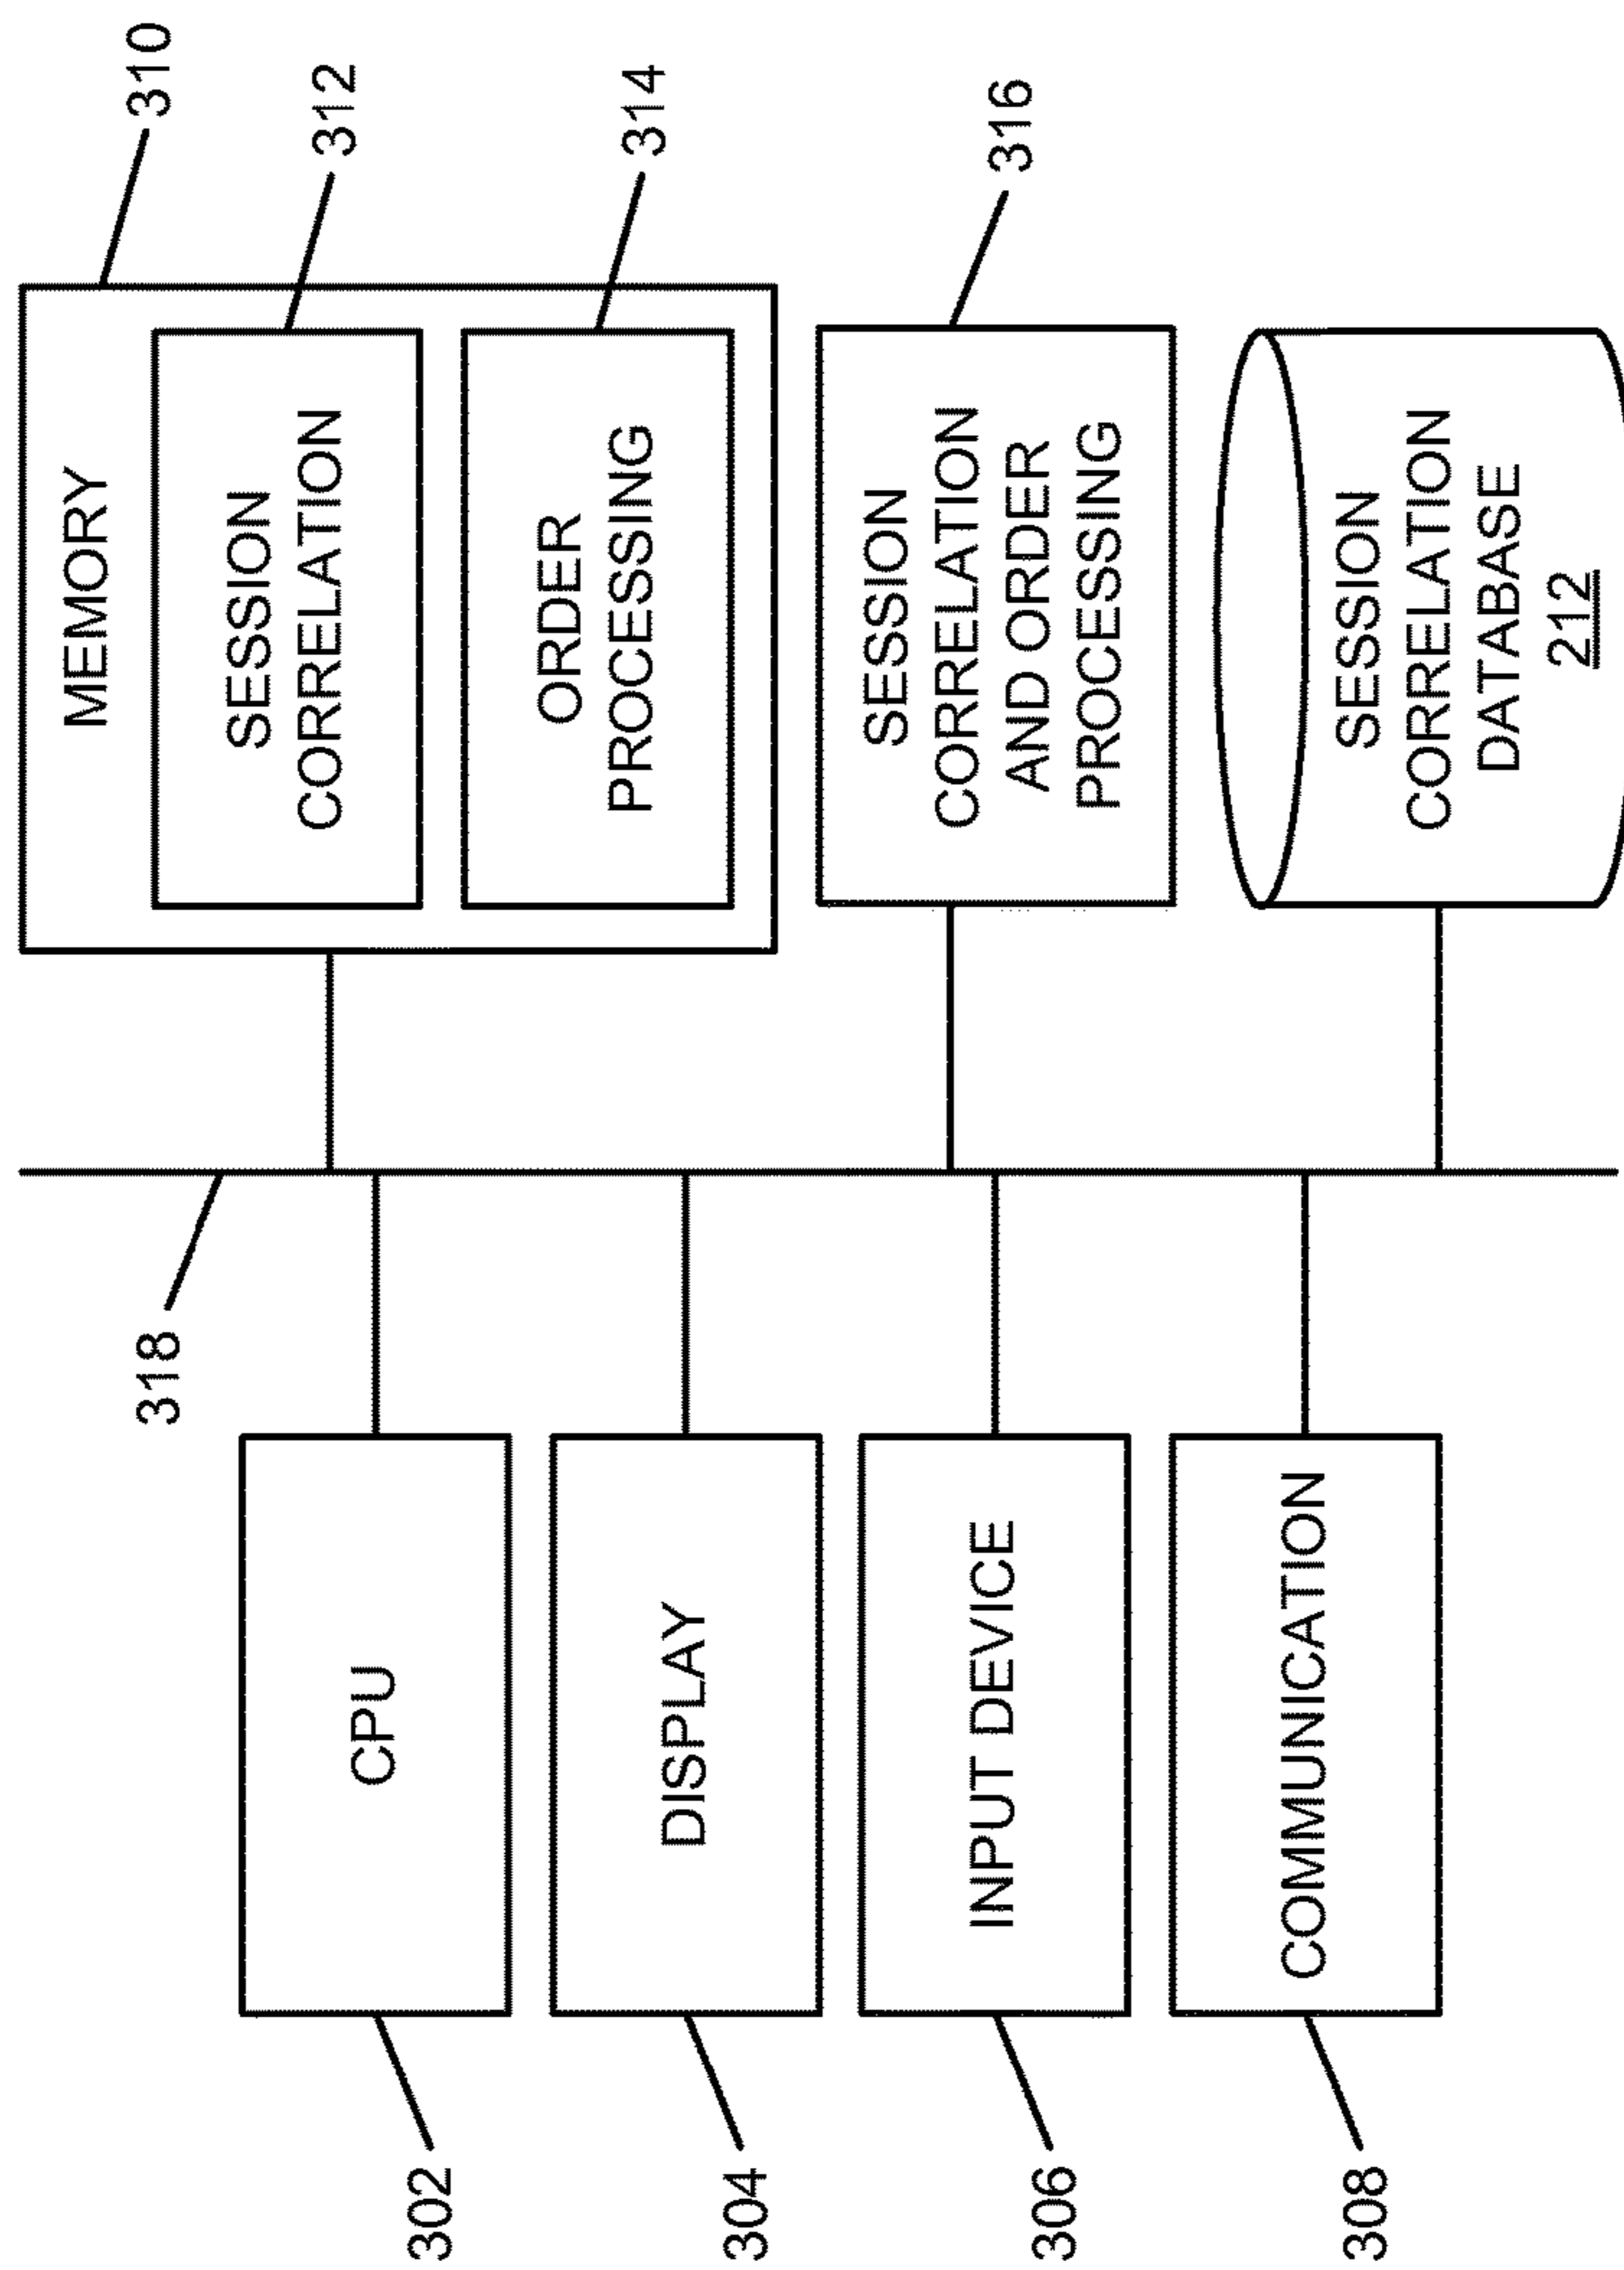 302
CPU
304
DISPLAY
306
INPUT DEVICE
308
COMMUNICATION
318
MEMORY
310
SESSION
CORRELATION
312
ORDER
PROCESSING
314
SESSION
CORRELATION
AND ORDER
PROCESSING
316
SESSION
CORRELATION
DATABASE
212